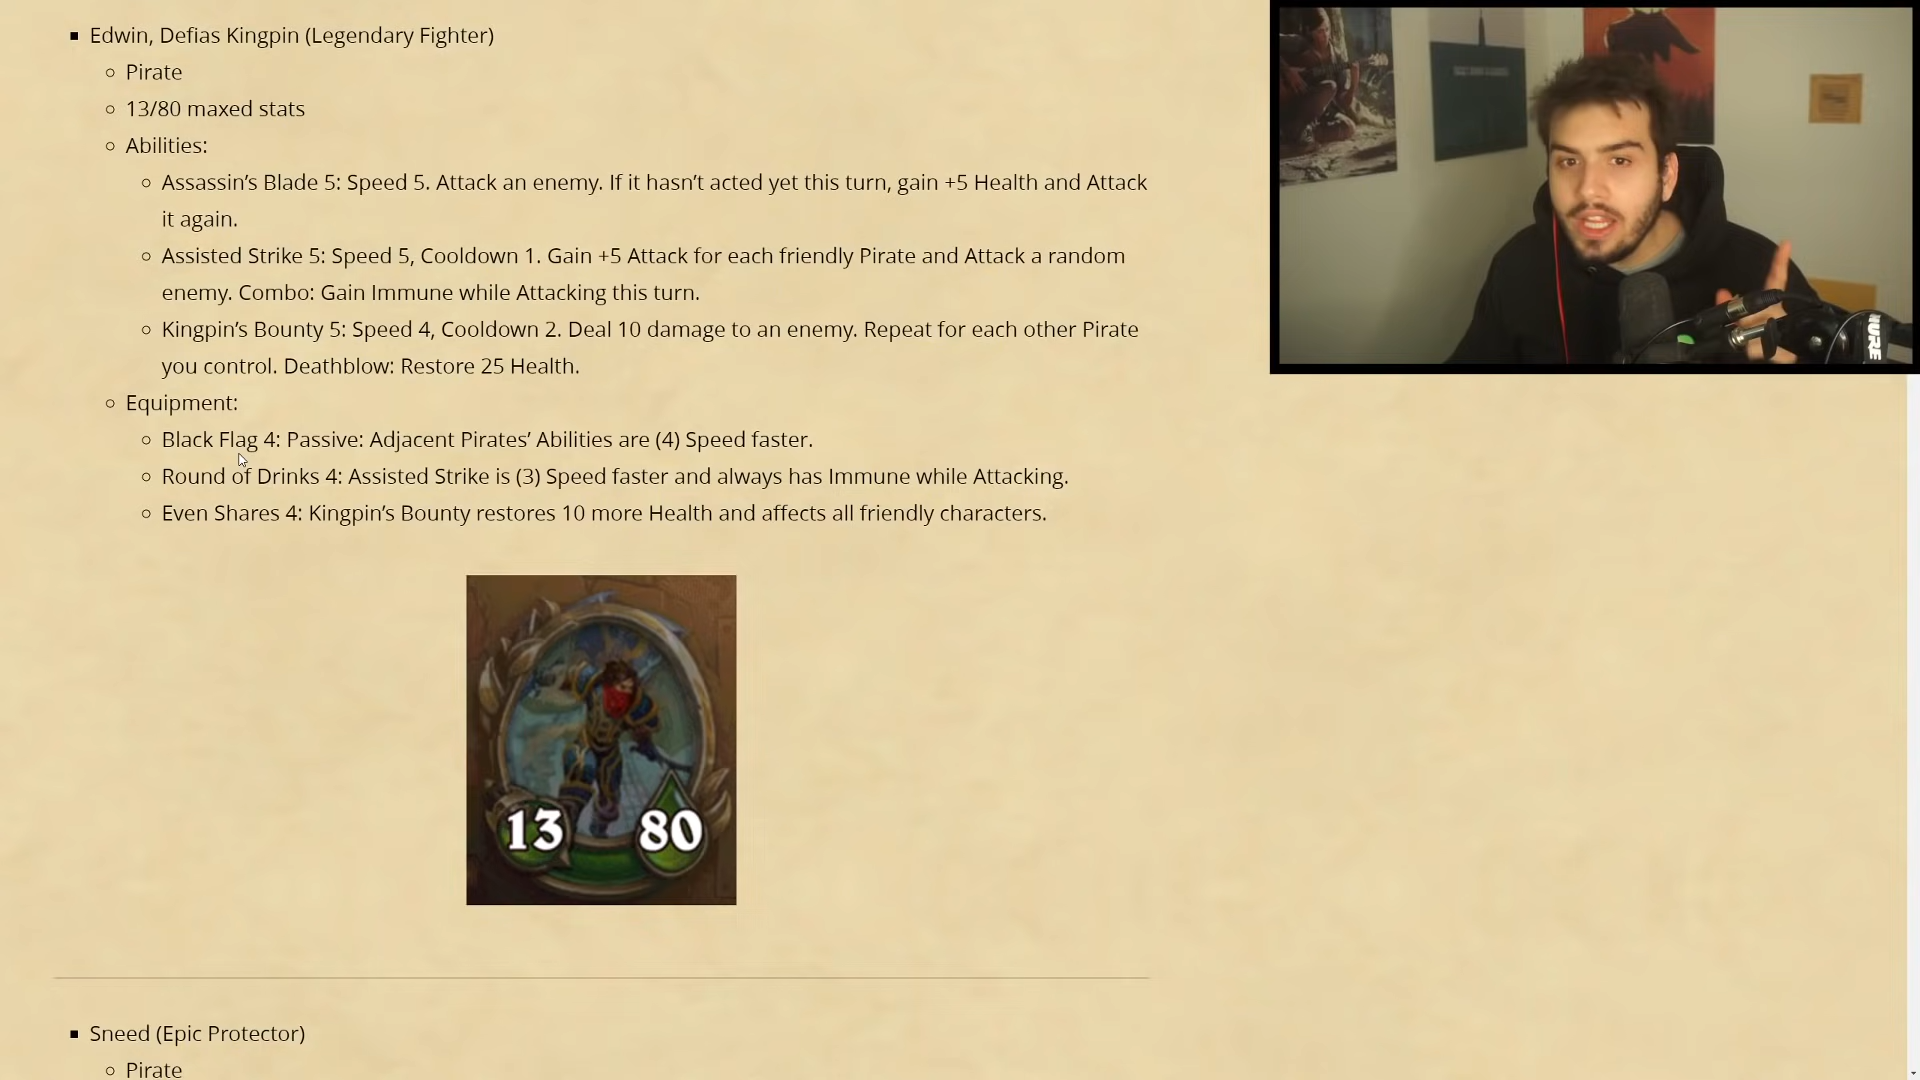 Edwin, Defias Kingpin (Legendary Fighter)
Pirate
13/80 maxed stats
Abilities:
Assassin’s Blade 5: Speed 5. Attack an enemy. If it hasn’t acted yet this turn, gain +5 Health and Attack
it again.
Assisted Strike 5: Speed 5, Cooldown 1. Gain +5 Attack for each friendly Pirate and Attack a random
enemy. Combo: Gain Immune while Attacking this turn.
Kingpin’s Bounty 5: Speed 4, Cooldown 2. Deal 10 damage to an enemy. Repeat for each other Pirate
you control. Deathblow: Restore 25 Health.
Equipment:
Black Flag 4: Passive: Adjacent Pirates’ Abilities are (4) Speed faster.
Round of Drinks 4: Assisted Strike is (3) Speed faster and always has Immune while Attacking.
Even Shares 4: Kingpin’s Bounty restores 10 more Health and affects all friendly characters.
13 80
Sneed (Epic Protector)
Pirate